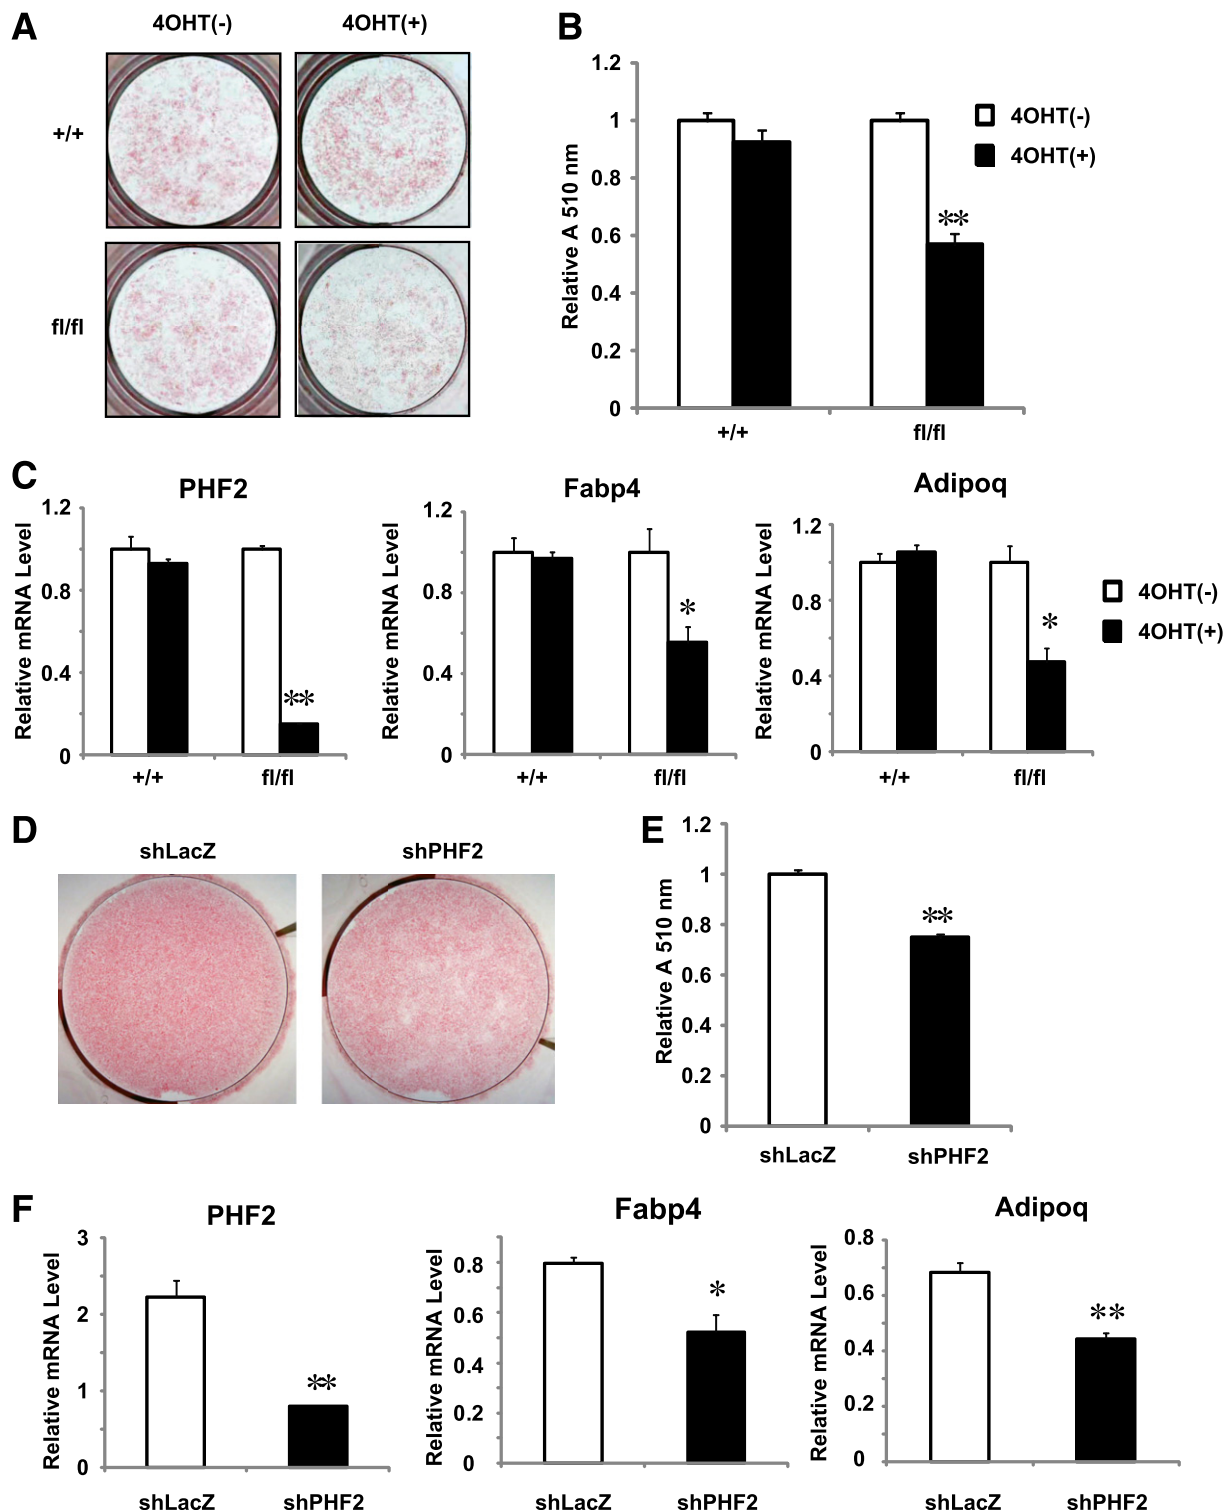 A
4OHT(-)
4OHT(+)
+/+
fl/fl
B
Relative A 510 nm
1.2
1
0.8
0.6
0.4
0.2
0
**
+/+
fl/fl
4OHT(-)
4OHT(+)
C
PHF2
Relative mRNA Level
1.2
0.8
0.4
0
**
+/+
fl/fl
Fabp4
Relative mRNA Level
1.2
0.8
0.4
0
*
+/+
fl/fl
Adipoq
Relative mRNA Level
1.2
0.8
0.4
0
*
+/+
fl/fl
4OHT(-)
4OHT(+)
D
shLacZ
shPHF2
E
Relative A 510 nm
1.2
1
0.8
0.6
0.4
0.2
0
**
shLacZ
shPHF2
F
PHF2
Relative mRNA Level
3
2
1
0
**
shLacZ
shPHF2
Fabp4
Relative mRNA Level
0.8
0.6
0.4
0.2
0
*
shLacZ
shPHF2
Adipoq
Relative mRNA Level
0.8
0.6
0.4
0.2
0
**
shLacZ
shPHF2